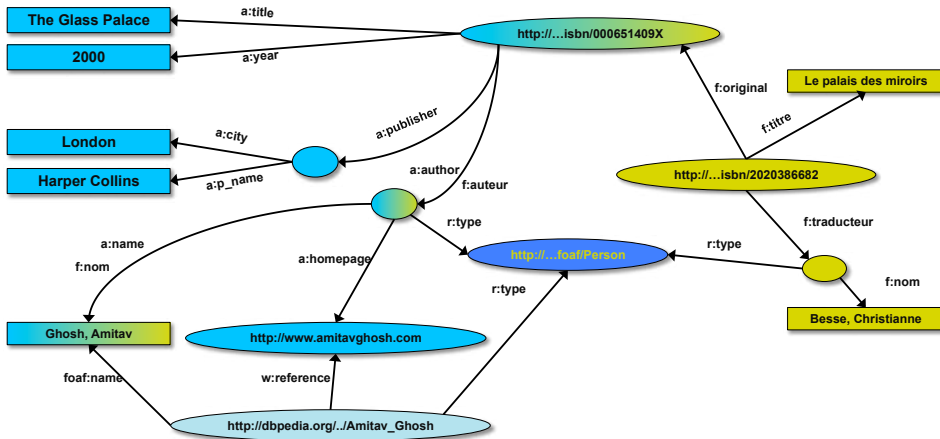 a:title
The Glass Palace
http://...isbn/000651409X
2000
a:year
Le palais des miroirs
f:original
f:titre
a:publisher
a:city
London
a:author
http://...isbn/2020386682
Harper Collins
a:p_name
f:auteur
r:type
f:traducteur
a:name
r:type
f:nom
a:homepage
http://...foaf/Person
r:type
f:nom
Besse, Christianne
Ghosh, Amitav
http://www.amitavghosh.com
foaf:name
w:reference
http://dbpedia.org/../Amitav_Ghosh